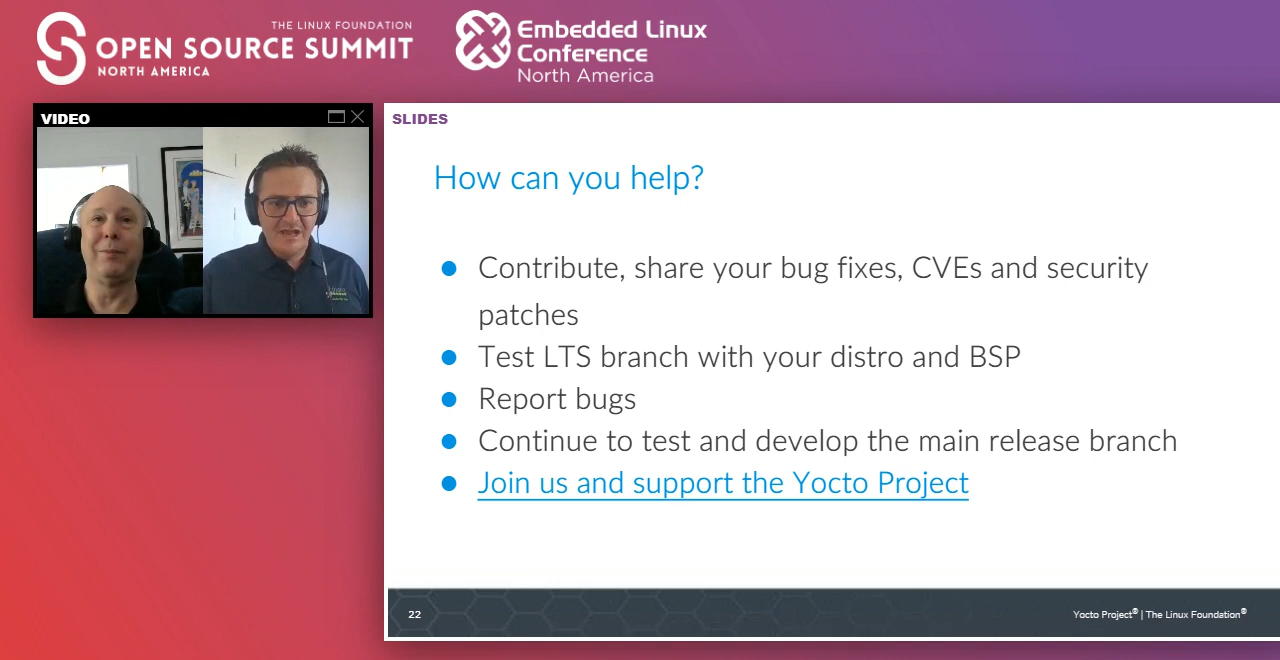 THE LINUX FOUNDATION
OPEN SOURCE SUMMIT
NORTH AMERICA
Embedded Linux
Conference
North America
VIDEO
SLIDES
How can you help?
Contribute, share your bug fixes, CVEs and security
patches
Test LTS branch with your distro and BSP
Report bugs
Continue to test and develop the main release branch
Join us and support the Yocto Project
22
Yocto Project® | The Linux Foundation®